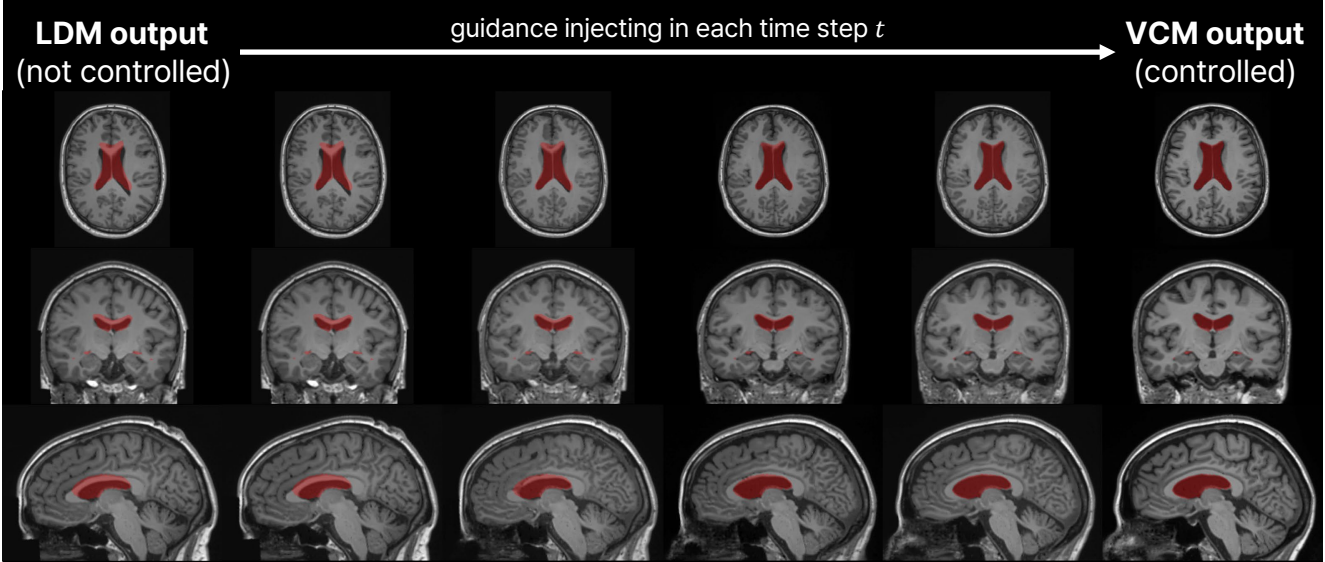 LDM output
(not controlled)
guidance injecting in each time step t
VCM output
(controlled)